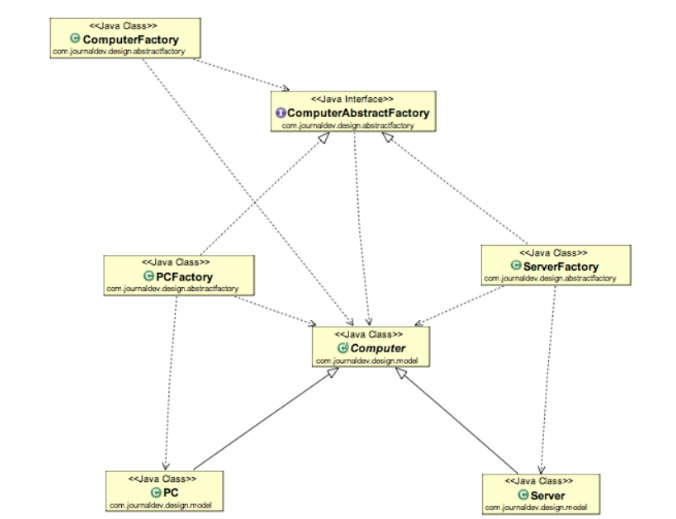 <<Java Class>>
ComputerFactory
com.journaldev.design.abstractfactory
<<Java Interface>>
ComputerAbstractFactory
com.journaldev.design.abstractfactory
<<Java Class>>
PCFactory
com.journaldev.design.abstractfactory
<<Java Class>>
ServerFactory
com.journaldev.design.abstractfactory
<<Java Class>>
Computer
com.journaldev.design.model
<<Java Class>>
PC
com.journaldev.design.model
<<Java Class>>
Server
com.journaldev.design.model